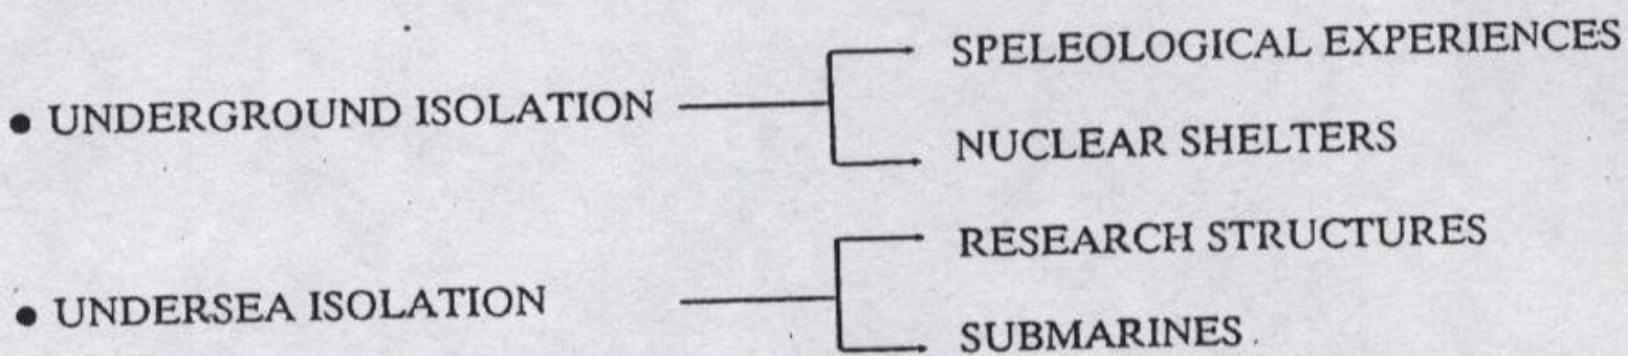 SPELEOLOGICAL EXPERIENCES
• UNDERGROUND ISOLATION
NUCLEAR SHELTERS
RESEARCH STRUCTURES
• UNDERSEA ISOLATION
SUBMARINES